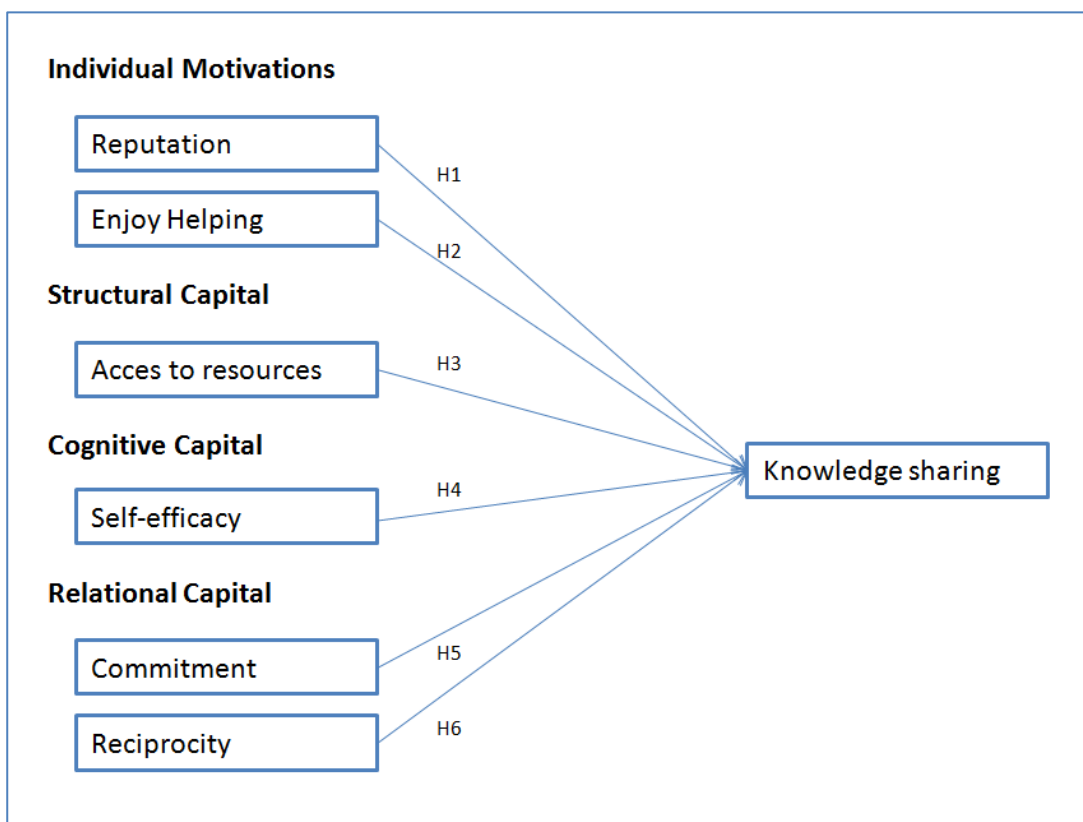 Individual Motivations
Reputation
H1
Enjoy Helping
H2
Structural Capital
Acces to resources
H3
Cognitive Capital
Knowledge sharing
Self-efficacy
H4
Relational Capital
Commitment
H5
Reciprocity
H6